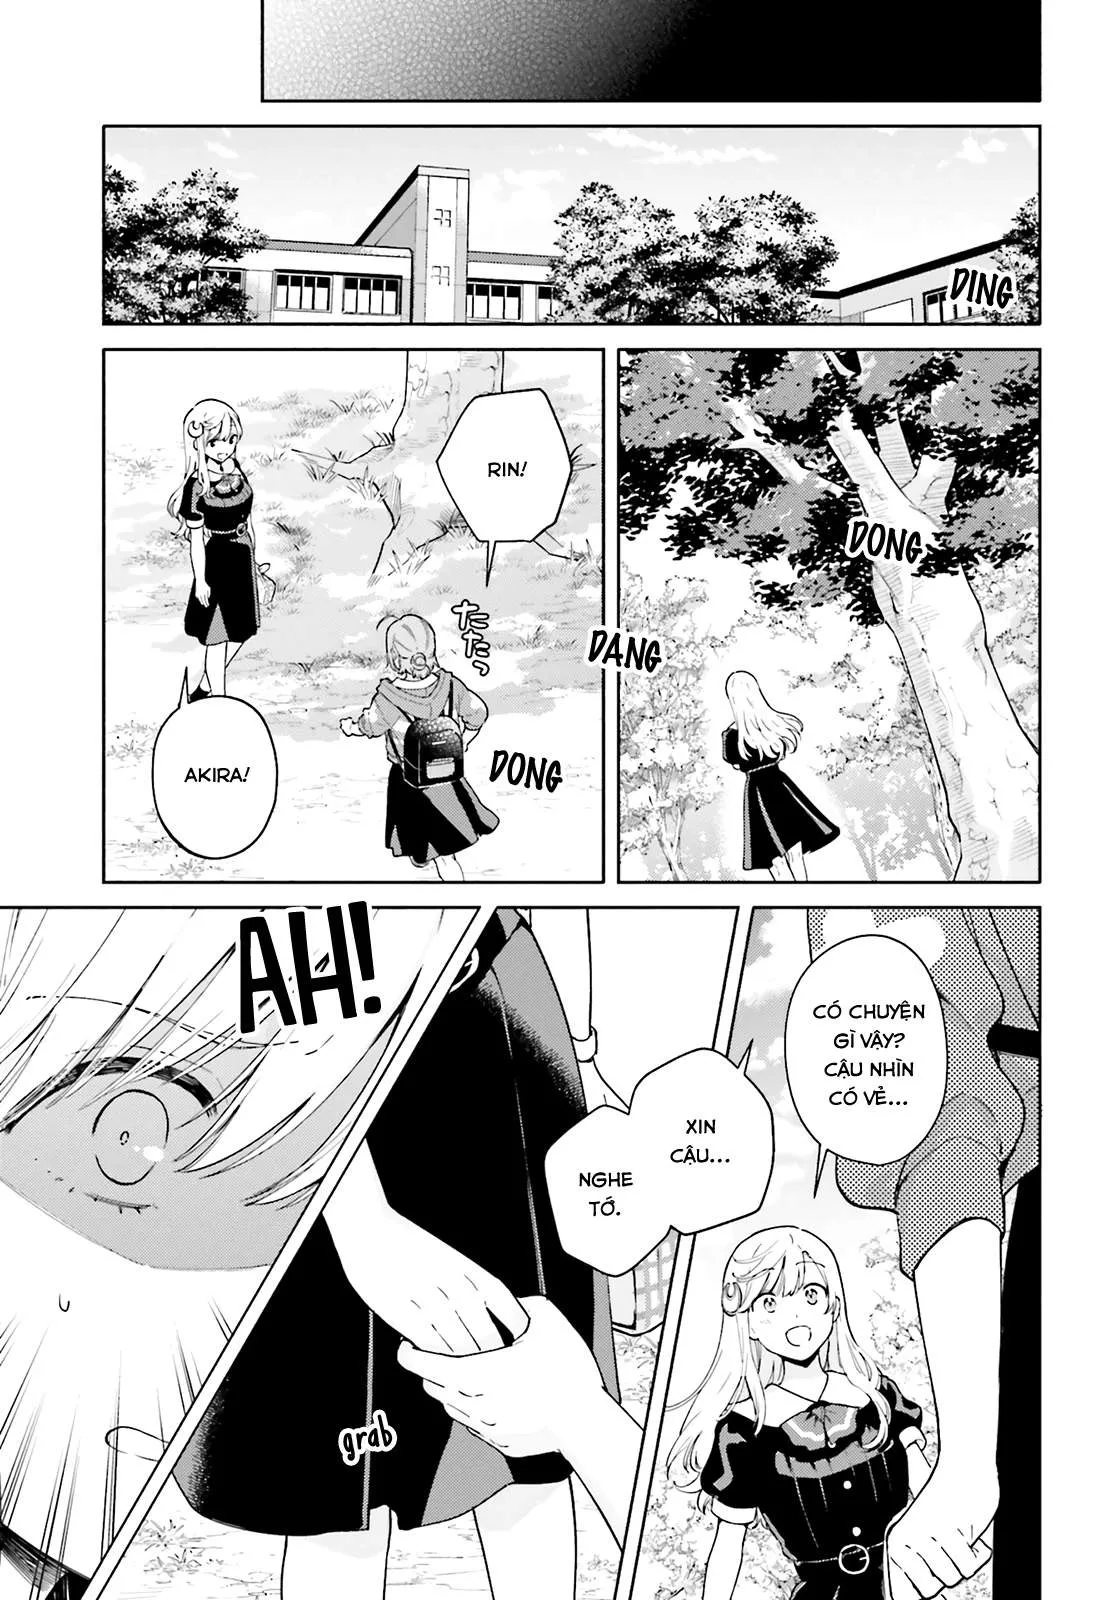 DING
DONG
DANG
DONG
RIN!
たたっ
AKIRA!
CÓ CHUYỆN
GÌ VẬY?
CẬU NHÌN
CÓ VẺ...
XIN
CẬU...
NGHE
TỚ.
grab
AH!